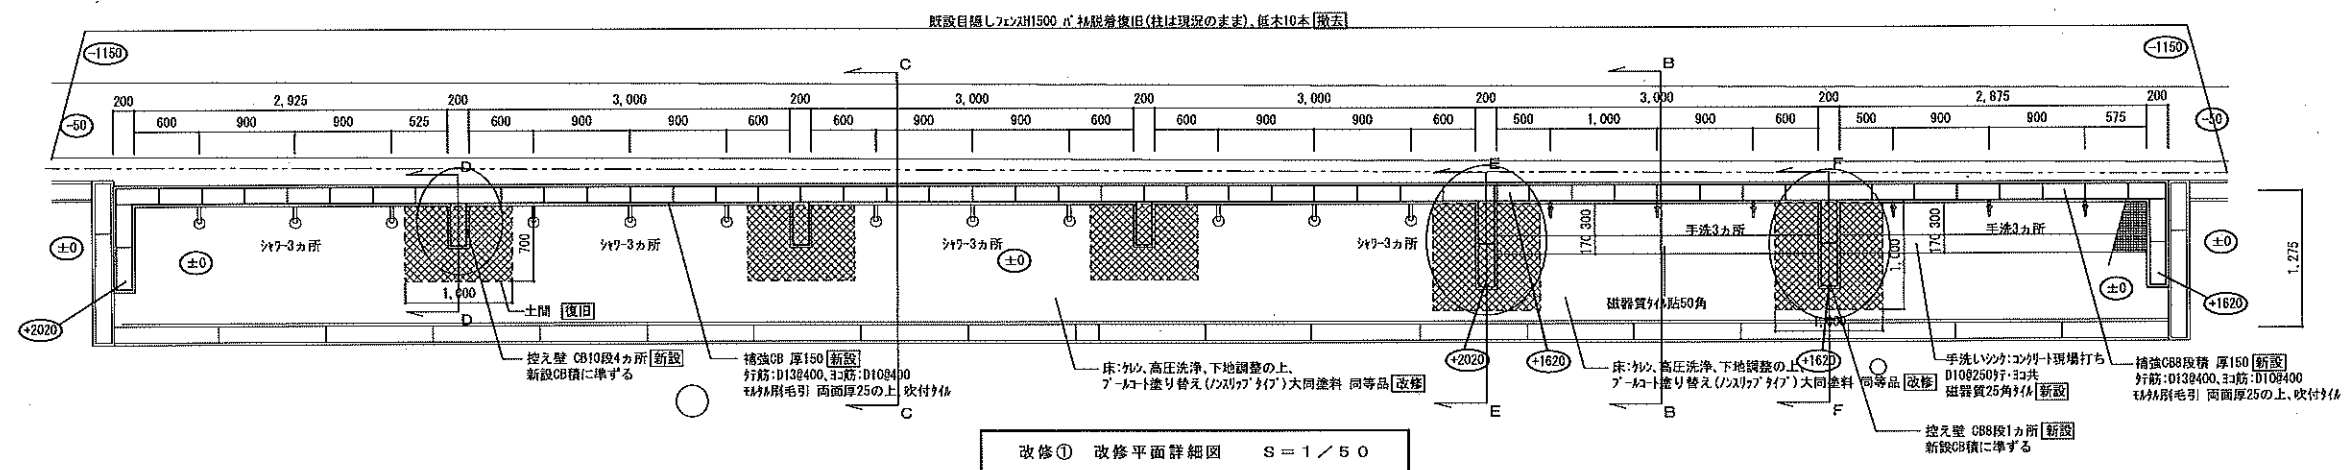 既設目隠しフェンスH1500 パネル脱着復旧(柱は現況のまま)、低木10本 撤去
-1150
-1150
C
B
200 2,925 200 3,000 200 3,000 200 3,000 200 3,000 200 2,875 200
-50
-50
600 900 900 525 600 900 900 600 600 900 900 600 600 900 900 600 500 1,000 900 600 500 900 900 575
D
E
F
±0
±0
シャワー3ヵ所
700
シャワー3ヵ所
シャワー3ヵ所
±0
シャワー3ヵ所
170 300
手洗3ヵ所
1,000
170 300
手洗3ヵ所
±0
±0
1,275
1,000
土間 復旧
磁器質タイル貼50角
1,000
+2020
D
+1620
+2020
+1620
+1620
控え壁 CB10段4ヵ所 新設
新設CB積に準ずる
補強CB 厚150 新設
タテ筋:D13@400、ヨコ筋:D10@400
モルタル刷毛引 両面厚25の上、吹付タイル
床:ケレン、高圧洗浄、下地調整の上、
プールコート塗り替え(ノンスリップタイプ)大同塗料 同等品 改修
床:ケレン、高圧洗浄、下地調整の上、
プールコート塗り替え(ノンスリップタイプ)大同塗料 同等品 改修
手洗いシンク:コンクリート現場打ち
D10@250タテ・ヨコ共
磁器質25角タイル 新設
補強CB8段積 厚150 新設
タテ筋:D13@400、ヨコ筋:D10@400
モルタル刷毛引 両面厚25の上、吹付タイル
C
E
B
F
控え壁 CB8段1ヵ所 新設
新設CB積に準ずる
改修① 改修平面詳細図 S=1/50